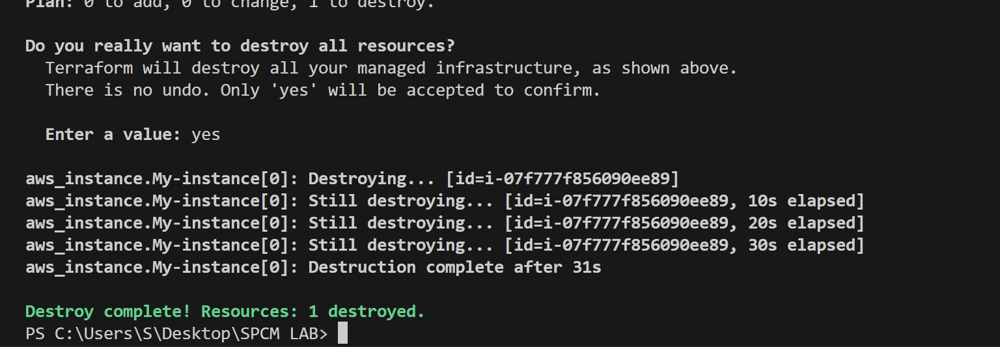 Plan: 0 to add, 0 to change, 1 to destroy.
Do you really want to destroy all resources?
Terraform will destroy all your managed infrastructure, as shown above.
There is no undo. Only 'yes' will be accepted to confirm.
Enter a value: yes
aws_instance.My-instance[0]: Destroying... [id=i-07f777f856090ee89]
aws_instance.My-instance[0]: Still destroying... [id=i-07f777f856090ee89, 10s elapsed]
aws_instance.My-instance[0]: Still destroying... [id=i-07f777f856090ee89, 20s elapsed]
aws_instance.My-instance[0]: Still destroying... [id=i-07f777f856090ee89, 30s elapsed]
aws_instance.My-instance[0]: Destruction complete after 31s
Destroy complete! Resources: 1 destroyed.
PS C:\Users\S\Desktop\SPCM LAB>